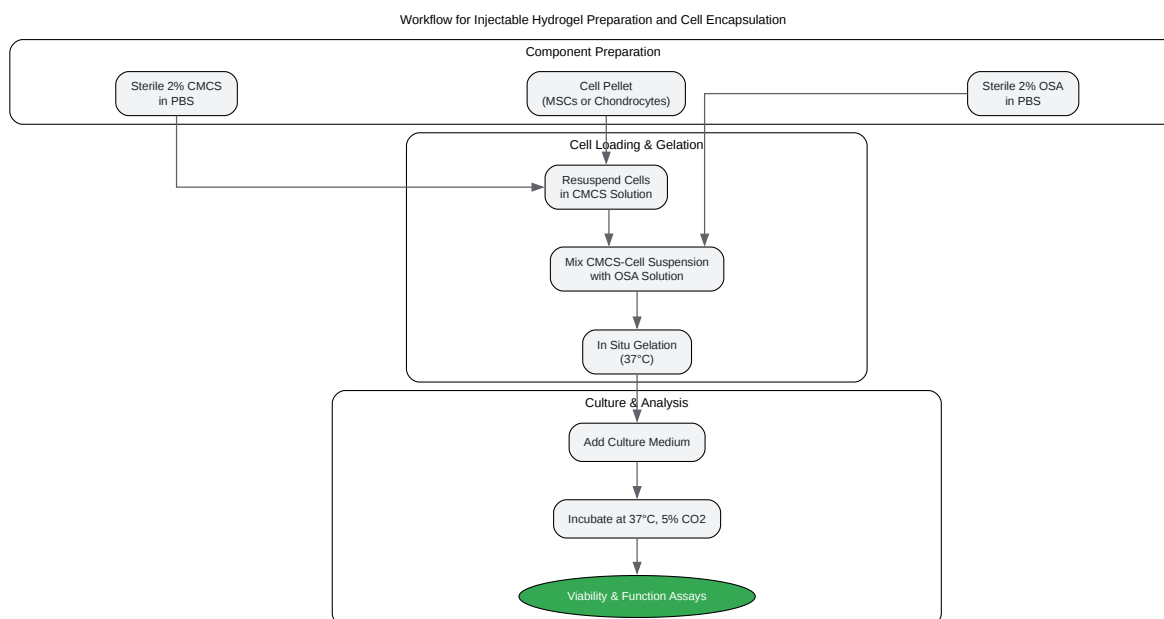 Workflow for Injectable Hydrogel Preparation and Cell Encapsulation
Component Preparation
Sterile 2% CMCS
in PBS
Cell Pellet
(MSCs or Chondrocytes)
Sterile 2% OSA
in PBS
Cell Loading & Gelation
Resuspend Cells
in CMCS Solution
Mix CMCS-Cell Suspension
with OSA Solution
In Situ Gelation
(37°C)
Culture & Analysis
Add Culture Medium
Incubate at 37°C, 5% CO2
Viability & Function Assays